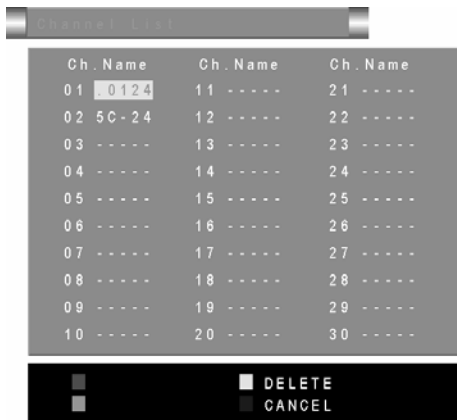 Channel List
Ch.Name Ch.Name Ch.Name
01 .0124 11 ----- 21 -----
02 5C-24 12 ----- 22 -----
03 ----- 13 ----- 23 -----
04 ----- 14 ----- 24 -----
05 ----- 15 ----- 25 -----
06 ----- 16 ----- 26 -----
07 ----- 17 ----- 27 -----
08 ----- 18 ----- 28 -----
09 ----- 19 ----- 29 -----
10 ----- 20 ----- 30 -----
DELETE
CANCEL